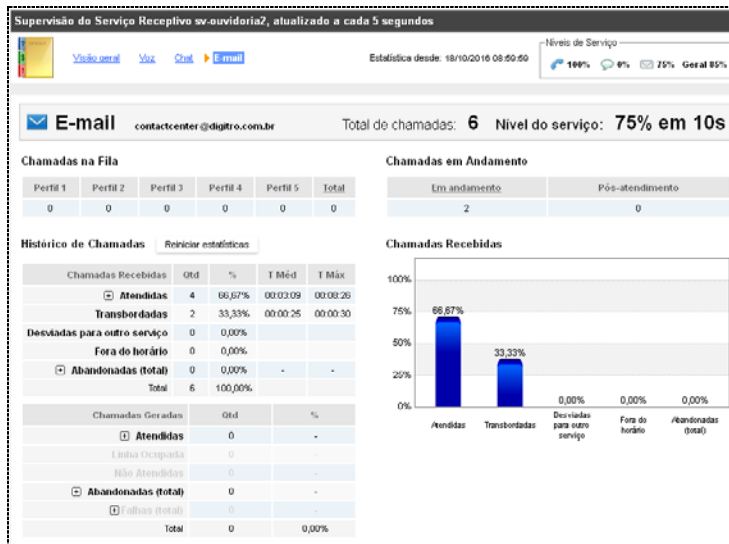 Supervisão do Serviço Receptivo sv-ouvidoria2, atualizado a cada 5 segundos
Visão geral Voz Chat E-mail
Estatística desde: 18/10/2016 08:50:50
Níveis de Serviço
100% 0% 75% Geral 85%
E-mail contactcenter@digitro.com.br Total de chamadas: 6 Nível do serviço: 75% em 10s
Chamadas na Fila
Perfil 1 Perfil 2 Perfil 3 Perfil 4 Perfil 5 Total
0 0 0 0 0 0
Chamadas em Andamento
Em andamento Pós-atendimento
2 0
Histórico de Chamadas Reiniciar estatísticas
Chamadas Recebidas Qtd % T Méd T Máx
Atendidas 4 66,67% 00:03:09 00:08:26
Transbordadas 2 33,33% 00:00:25 00:00:30
Desviadas para outro serviço 0 0,00%
Fora do horário 0 0,00%
Abandonadas (total) 0 0,00% - -
Total 6 100,00%
Chamadas Geradas Qtd %
Atendidas 0 -
Linha Ocupada 0 -
Não Atendidas 0 -
Abandonadas (total) 0 -
Falhas (total) 0 -
Total 0 0,00%
Chamadas Recebidas
100%
75%
50%
25%
0%
66,67%
33,33%
0,00% 0,00% 0,00%
Atendidas
Transbordadas
Desviadas
para outro
serviço
Fora do
horário
Abandonadas
(total)